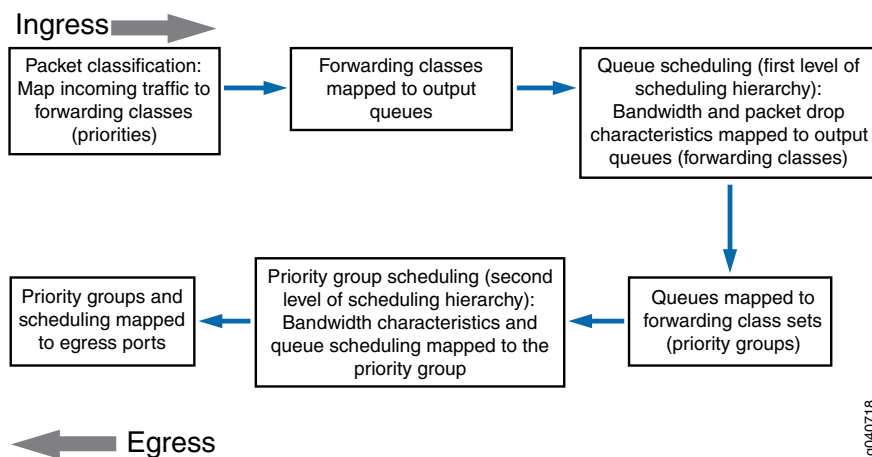 Ingress
Packet classification:
Map incoming traffic to
forwarding classes
(priorities)
Forwarding classes
mapped to output
queues
Queue scheduling (first level of
scheduling hierarchy):
Bandwidth and packet drop
characteristics mapped to output
queues (forwarding classes)
Queues mapped to
forwarding class sets
(priority groups)
Priority group scheduling (second
level of scheduling hierarchy):
Bandwidth characteristics and
queue scheduling mapped to the
priority group
Priority groups and
scheduling mapped
to egress ports
Egress
g040718